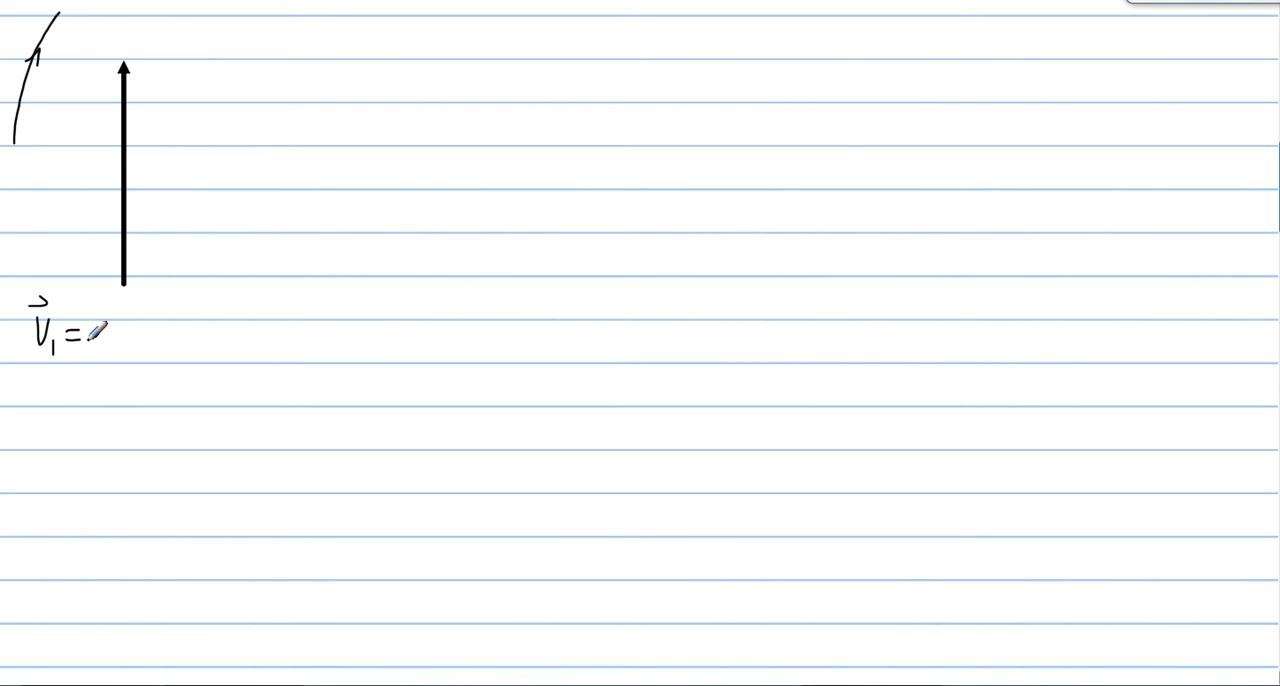 V⃗₁ =